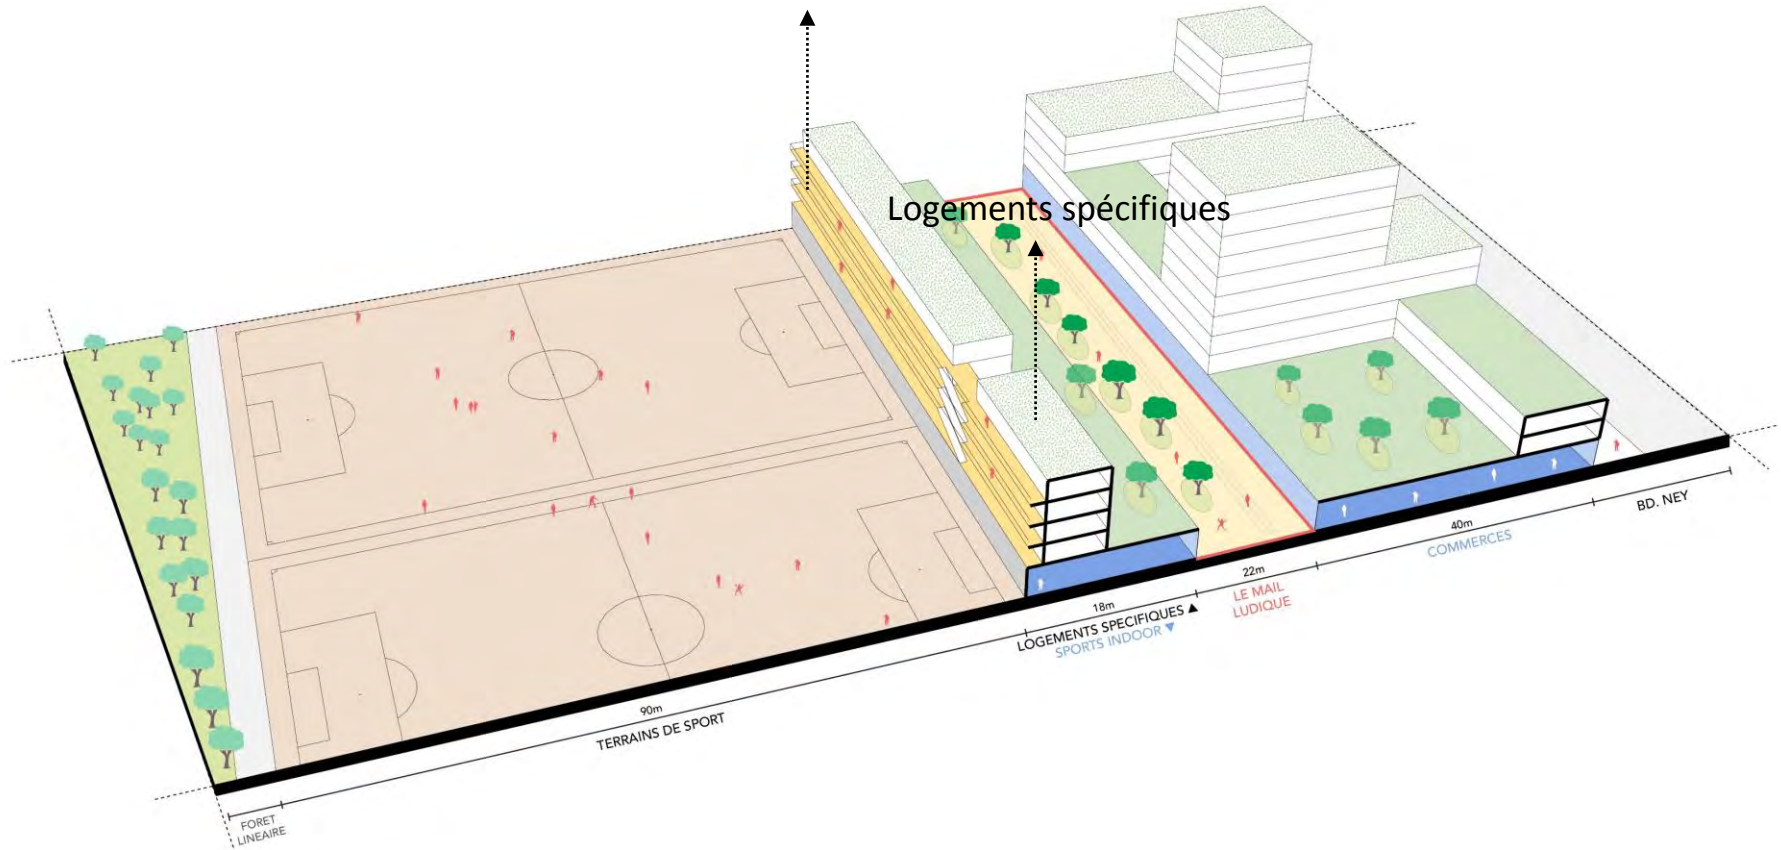 Logements spécifiques
BD. NEY
40m
COMMERCES
22m
LE MAIL
LUDIQUE
18m
LOGEMENTS SPECIFIQUES ▲
SPORTS INDOOR ▼
90m
TERRAINS DE SPORT
FORET
LINEAIRE